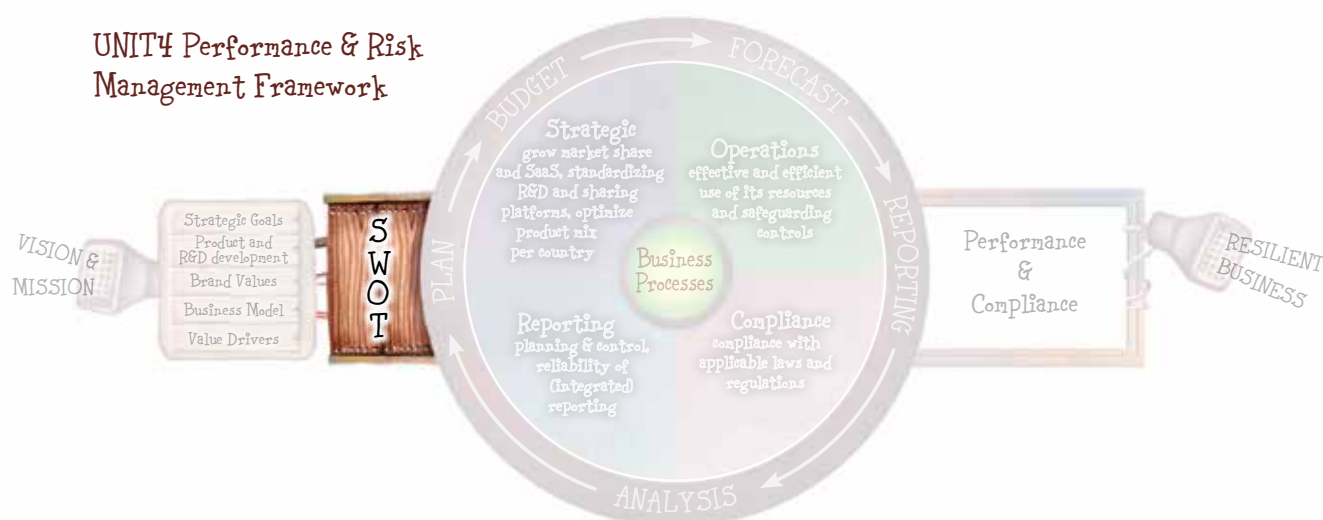 UNIT4 Performance & Risk
Management Framework
VISION &
MISSION
Strategic Goals
Product and
R&D development
Brand Values
Business Model
Value Drivers
SWOT
PLAN
BUDGET
FORECAST
REPORTING
ANALYSIS
Strategic
grow market share
and SaaS, standardizing
R&D and sharing
platforms, optimize
product mix
per country
Operations
effective and efficient
use of its resources
and safeguarding
controls
Business
Processes
Reporting
planning & control,
reliability of
(integrated)
reporting
Compliance
compliance with
applicable laws and
regulations
Performance
&
Compliance
RESILIENT
BUSINESS